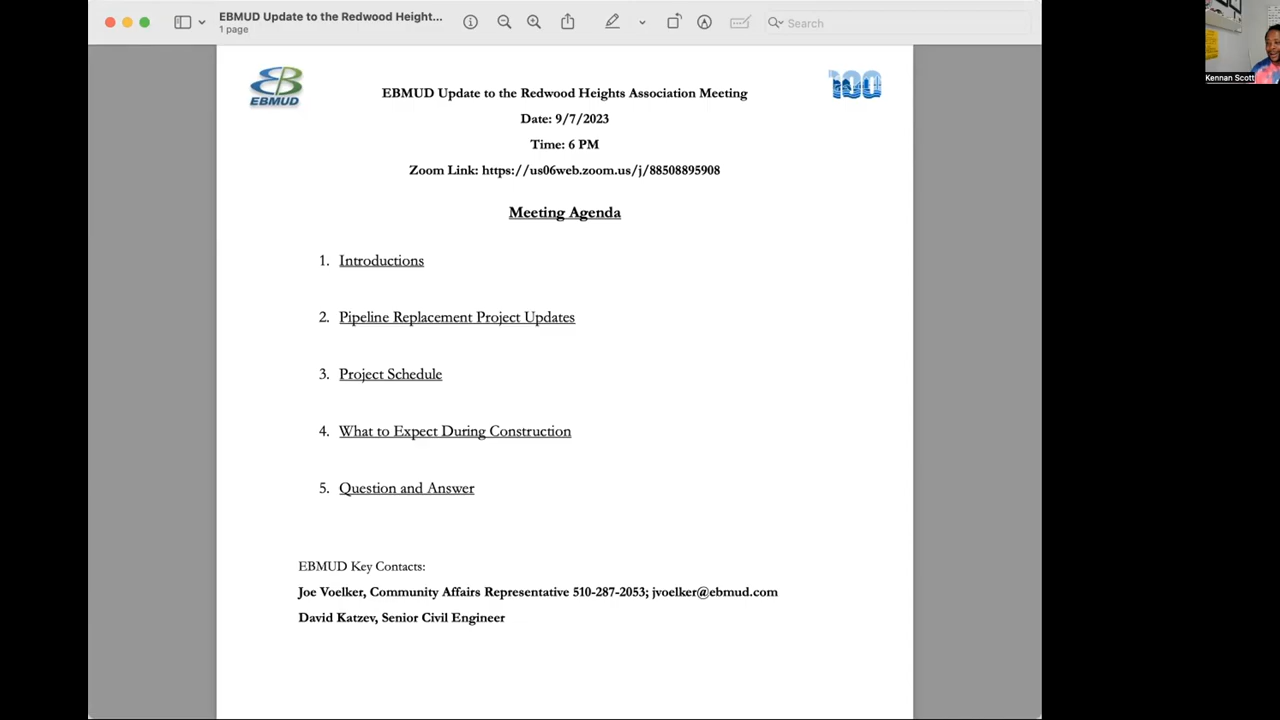 EBMUD Update to the Redwood Height...
1 page
Search
Kennan Scott
EBMUD
100
EBMUD Update to the Redwood Heights Association Meeting
Date: 9/7/2023
Time: 6 PM
Zoom Link: https://us06web.zoom.us/j/88508895908
Meeting Agenda
1. Introductions
2. Pipeline Replacement Project Updates
3. Project Schedule
4. What to Expect During Construction
5. Question and Answer
EBMUD Key Contacts:
Joe Voelker, Community Affairs Representative 510-287-2053; jvoelker@ebmud.com
David Katzev, Senior Civil Engineer